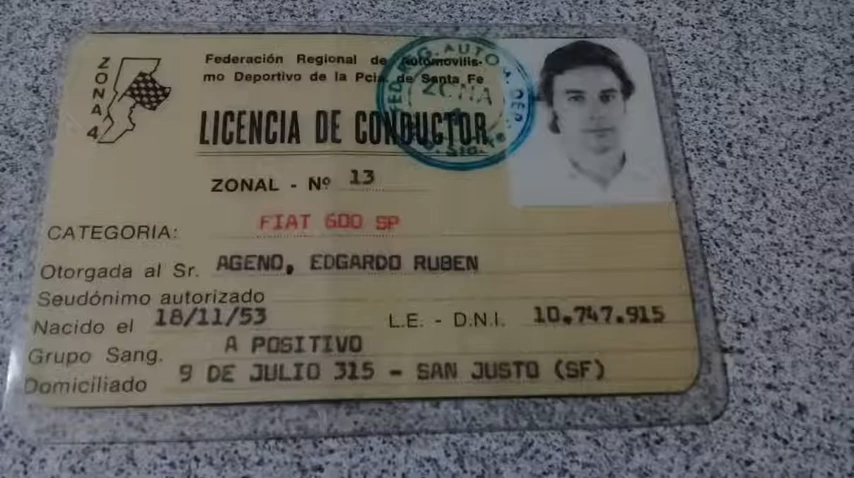 ZONA 4
Federación Regional de Automovilis-
mo Deportivo de la Pcia. de Santa Fe
LICENCIA DE CONDUCTOR
ZONAL - Nº 13
CATEGORIA: FIAT 600 SP
Otorgada al Sr. AGENO, EDGARDO RUBEN
Seudónimo autorizado
Nacido el 18/11/53 L.E. - D.N.I. 10.747.915
Grupo Sang. A POSITIVO
Domiciliado 9 DE JULIO 315 - SAN JUSTO (SF)
ZONA